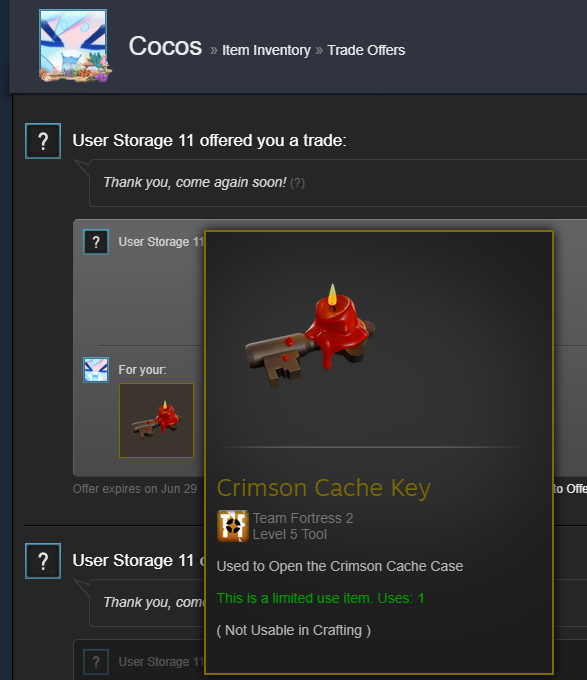 Cocos » Item Inventory » Trade Offers
User Storage 11 offered you a trade:
Thank you, come again soon! (?)
? User Storage 11
For your:
Offer expires on Jun 29
to Offe
Crimson Cache Key
Team Fortress 2
Level 5 Tool
Used to Open the Crimson Cache Case
This is a limited use item. Uses: 1
( Not Usable in Crafting )
User Storage 11 o
Thank you, come
? User Storage 11